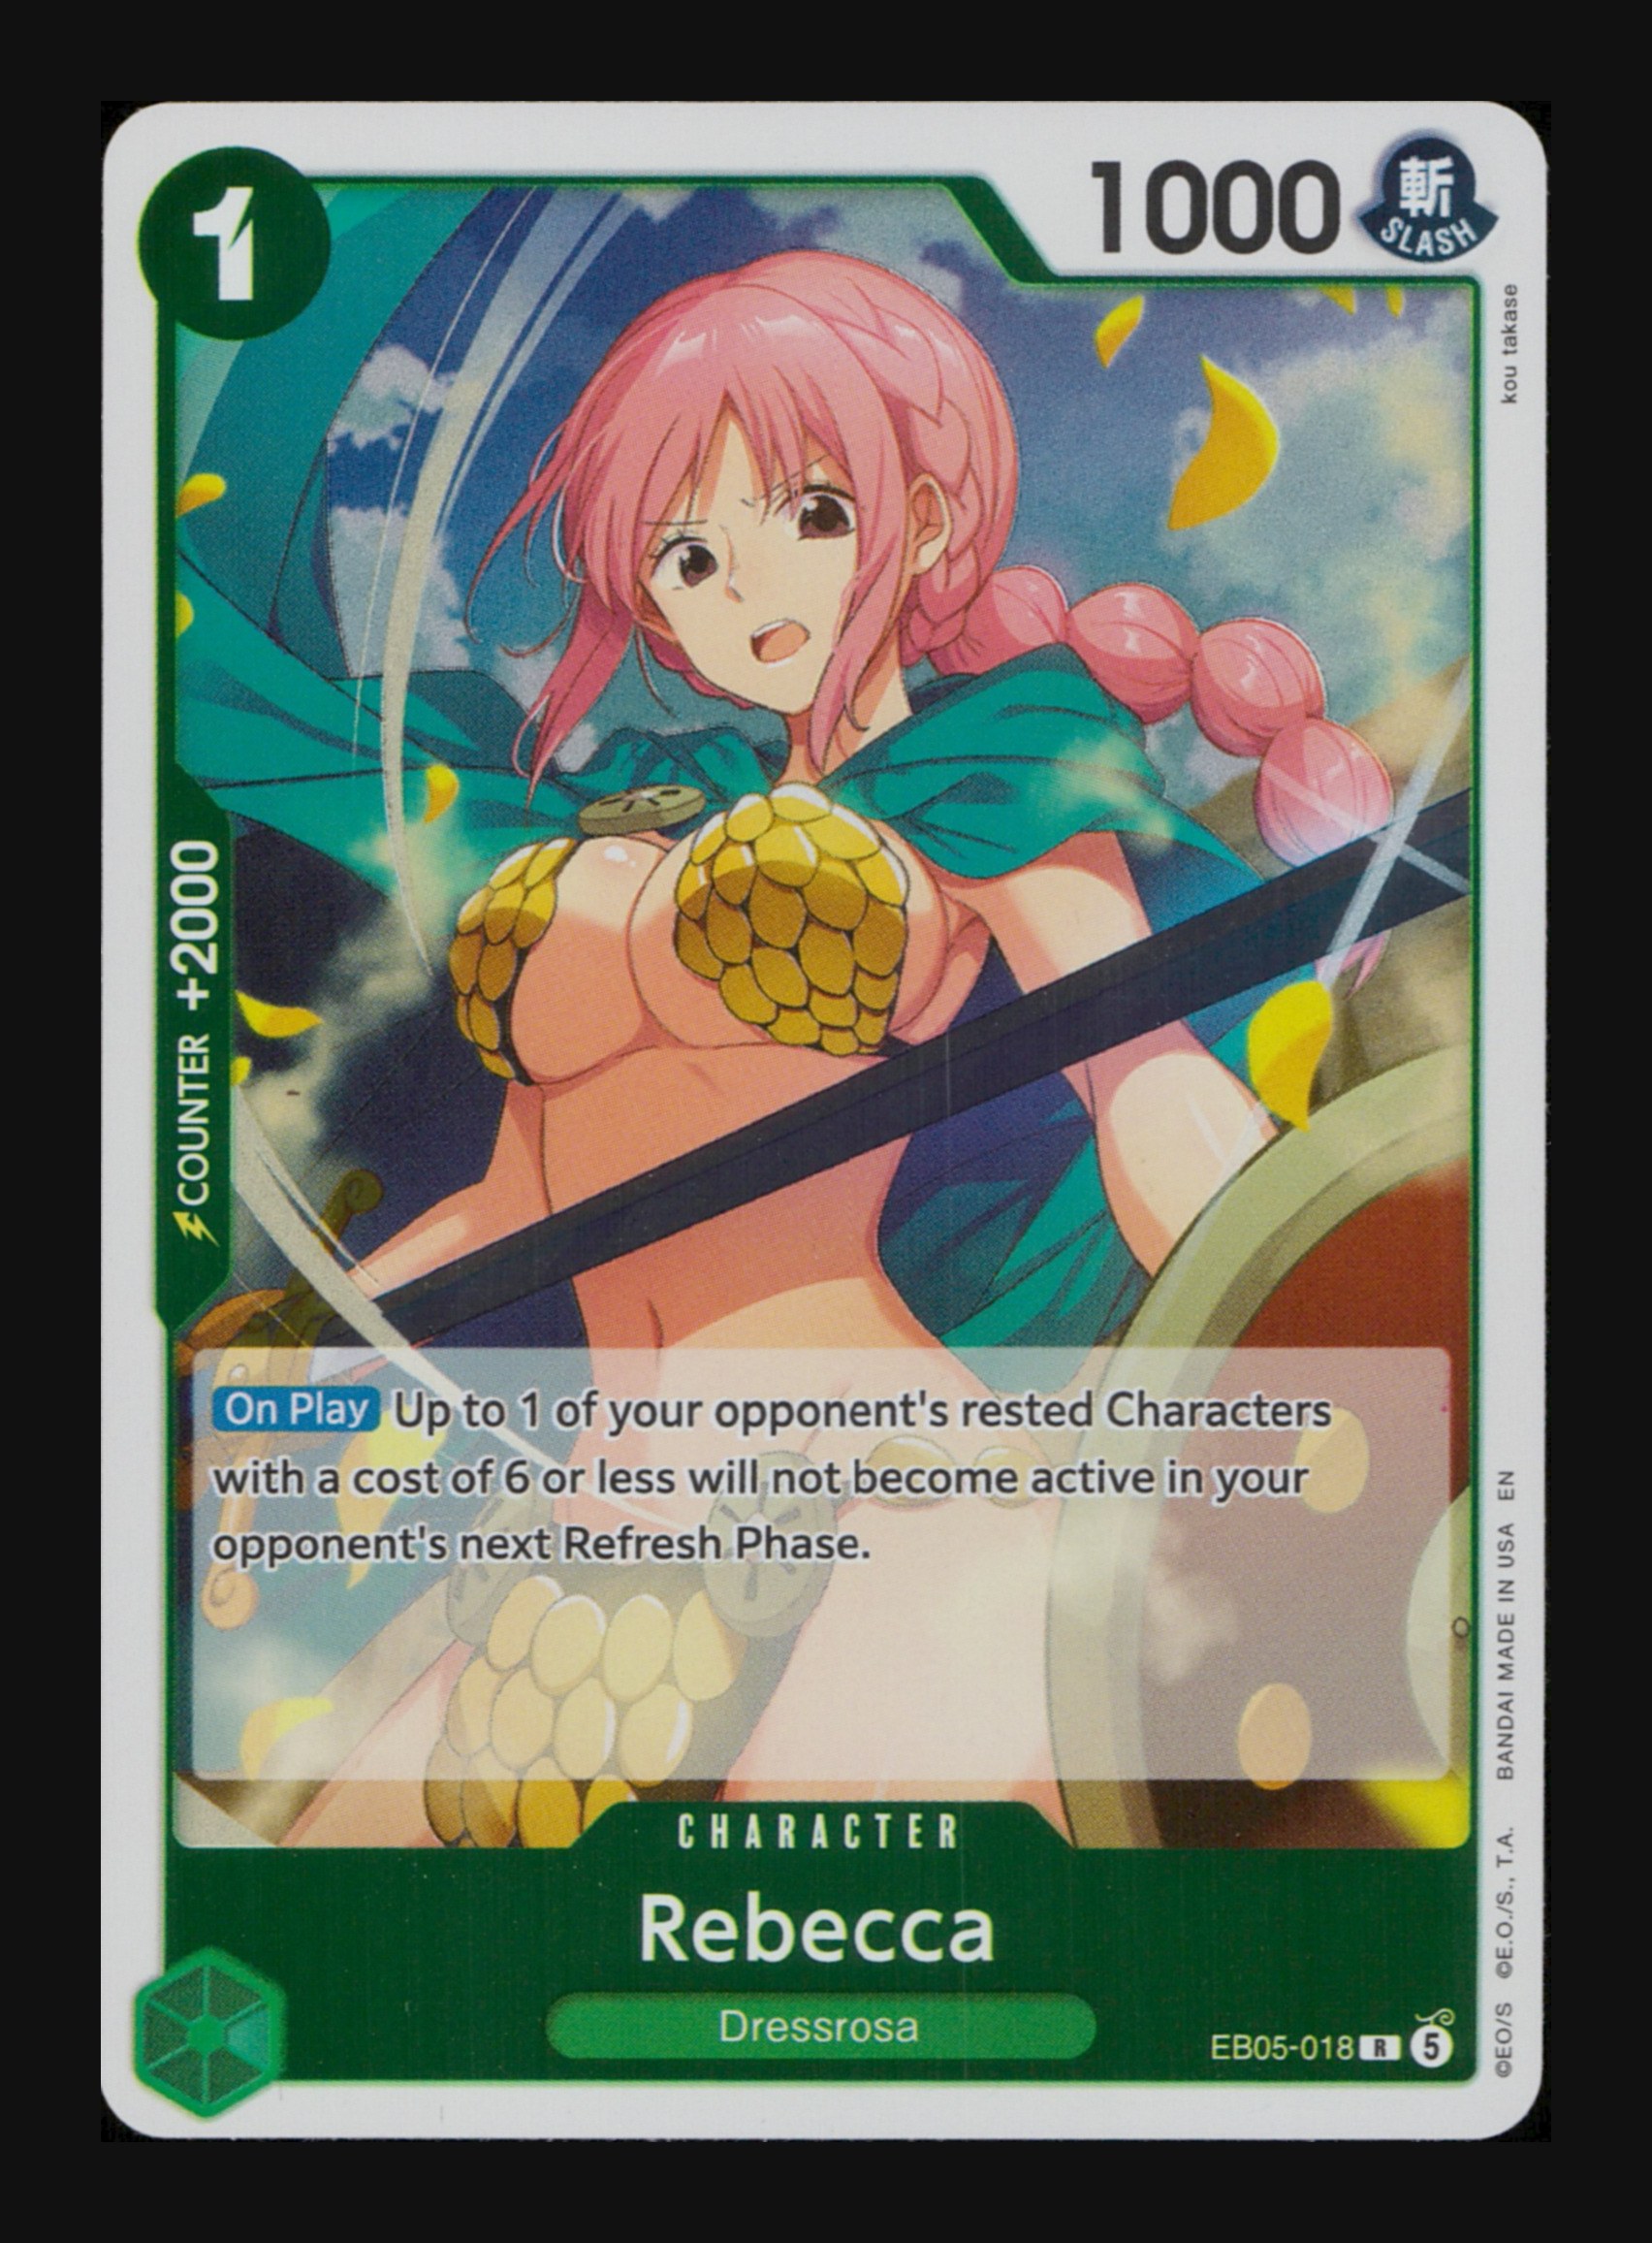 1
1000
斬
SLASH
kou takase
COUNTER +2000
On Play Up to 1 of your opponent's rested Characters
with a cost of 6 or less will not become active in your
opponent's next Refresh Phase.
CHARACTER
Rebecca
Dressrosa
EB05-018 R 5
©EO/S ©E.O./S., T.A. BANDAI MADE IN USA EN